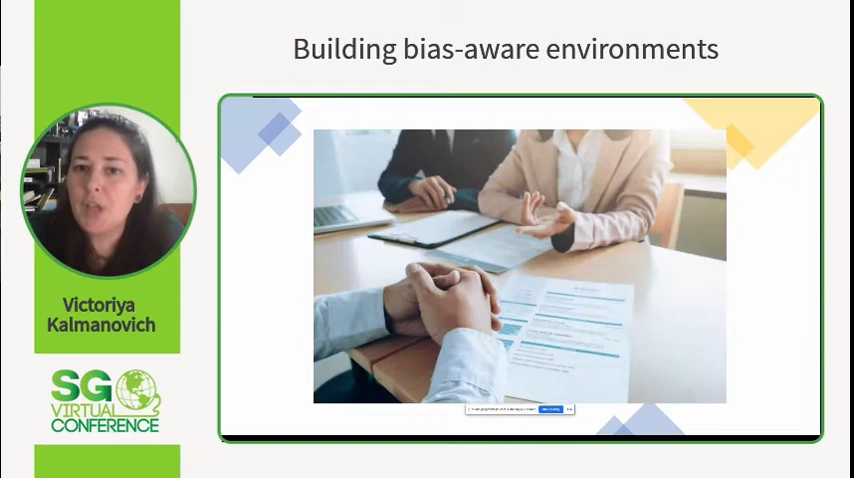 Building bias-aware environments
Victoriya
Kalmanovich
SG
VIRTUAL
CONFERENCE